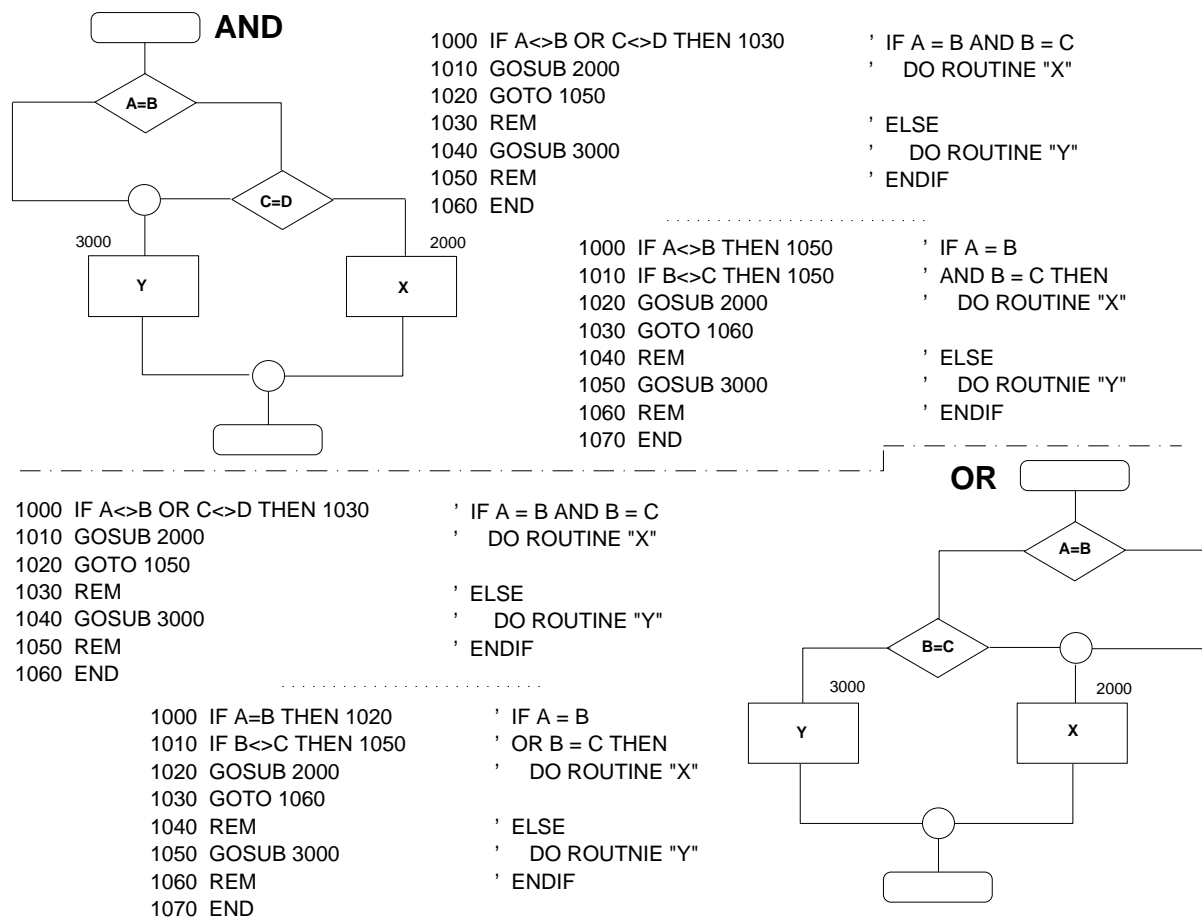 AND
A=B
C=D
3000
2000
Y
X
1000 IF A<>B OR C<>D THEN 1030 ' IF A = B AND B = C
1010 GOSUB 2000 ' DO ROUTINE "X"
1020 GOTO 1050
1030 REM ' ELSE
1040 GOSUB 3000 ' DO ROUTINE "Y"
1050 REM ' ENDIF
1060 END
1000 IF A<>B THEN 1050 ' IF A = B
1010 IF B<>C THEN 1050 ' AND B = C THEN
1020 GOSUB 2000 ' DO ROUTINE "X"
1030 GOTO 1060
1040 REM ' ELSE
1050 GOSUB 3000 ' DO ROUTNIE "Y"
1060 REM ' ENDIF
1070 END
1000 IF A<>B OR C<>D THEN 1030 ' IF A = B AND B = C
1010 GOSUB 2000 ' DO ROUTINE "X"
1020 GOTO 1050
1030 REM ' ELSE
1040 GOSUB 3000 ' DO ROUTINE "Y"
1050 REM ' ENDIF
1060 END
1000 IF A=B THEN 1020 ' IF A = B
1010 IF B<>C THEN 1050 ' OR B = C THEN
1020 GOSUB 2000 ' DO ROUTINE "X"
1030 GOTO 1060
1040 REM ' ELSE
1050 GOSUB 3000 ' DO ROUTNIE "Y"
1060 REM ' ENDIF
1070 END
OR
A=B
B=C
3000
2000
Y
X